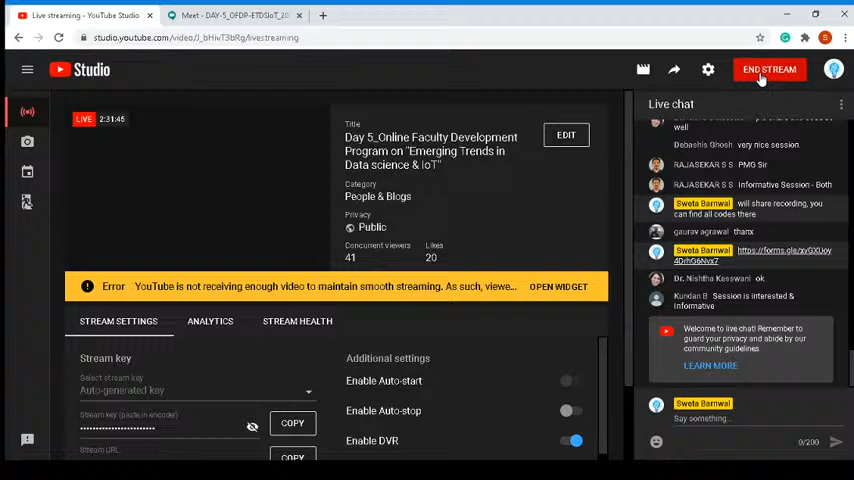 Live streaming - YouTube Studio
Meet - DAY-5_OFDP-ETDSIoT_20
studio.youtube.com/video/J_bHivT3bRg/livestreaming
S
Studio
END STREAM
LIVE 2:31:45
Title
Day 5_Online Faculty Development
Program on "Emerging Trends in
Data science & IoT"
EDIT
Category
People & Blogs
Privacy
Public
Concurrent viewers
Likes
41
20
Error YouTube is not receiving enough video to maintain smooth streaming. As such, viewe... OPEN WIDGET
STREAM SETTINGS
ANALYTICS
STREAM HEALTH
Stream key
Select stream key
Auto-generated key
Stream key (paste in encoder)
COPY
Stream URL
COPY
Additional settings
Enable Auto-start
Enable Auto-stop
Enable DVR
Live chat
well
Debashis Ghosh very nice session.
RAJASEKAR S S PMG Sir
RAJASEKAR S S Informative Session - Both
Sweta Barnwal will share recording, you
can find all codes there
gaurav agrawal thanx
Sweta Barnwal https://forms.gle/xvGXUoy
4DrhG6Nvx7
Dr. Nishtha Keswani ok
Kundan B Session is interesting &
Informative
Welcome to live chat! Remember to
guard your privacy and abide by our
community guidelines.
LEARN MORE
Sweta Barnwal
Say something...
0/200